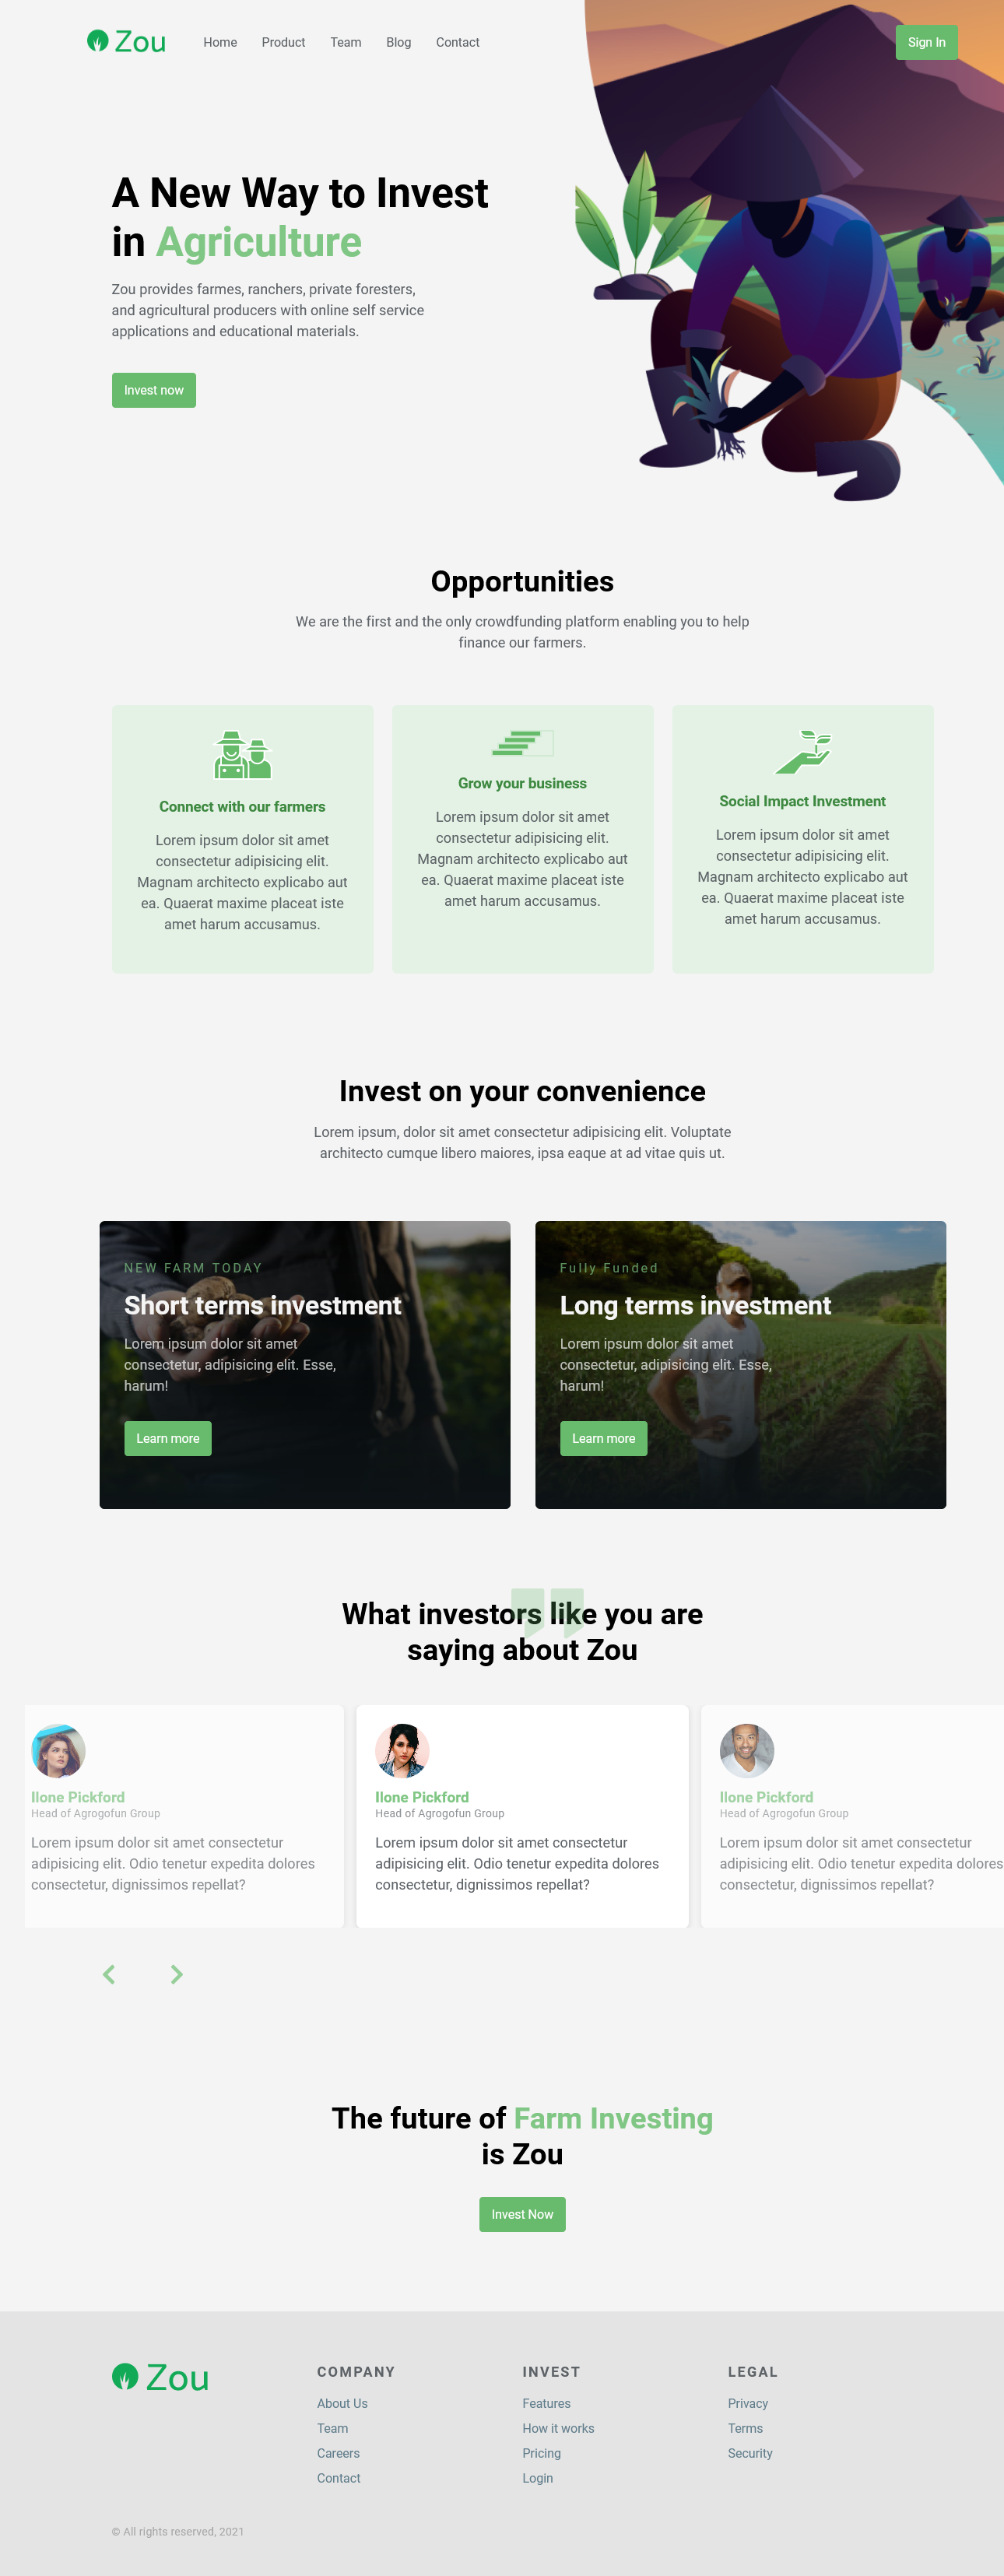 Zou
Home Product Team Blog Contact
Sign In
A New Way to Invest
in Agriculture
Zou provides farmes, ranchers, private foresters,
and agricultural producers with online self service
applications and educational materials.
Invest now
Opportunities
We are the first and the only crowdfunding platform enabling you to help
finance our farmers.
Connect with our farmers
Lorem ipsum dolor sit amet
consectetur adipisicing elit.
Magnam architecto explicabo aut
ea. Quaerat maxime placeat iste
amet harum accusamus.
Grow your business
Lorem ipsum dolor sit amet
consectetur adipisicing elit.
Magnam architecto explicabo aut
ea. Quaerat maxime placeat iste
amet harum accusamus.
Social Impact Investment
Lorem ipsum dolor sit amet
consectetur adipisicing elit.
Magnam architecto explicabo aut
ea. Quaerat maxime placeat iste
amet harum accusamus.
Invest on your convenience
Lorem ipsum, dolor sit amet consectetur adipisicing elit. Voluptate
architecto cumque libero maiores, ipsa eaque at ad vitae quis ut.
NEW FARM TODAY
Short terms investment
Lorem ipsum dolor sit amet
consectetur, adipisicing elit. Esse,
harum!
Learn more
Fully Funded
Long terms investment
Lorem ipsum dolor sit amet
consectetur, adipisicing elit. Esse,
harum!
Learn more
What investors like you are
saying about Zou
Ilone Pickford
Head of Agrogofun Group
Lorem ipsum dolor sit amet consectetur
adipisicing elit. Odio tenetur expedita dolores
consectetur, dignissimos repellat?
Ilone Pickford
Head of Agrogofun Group
Lorem ipsum dolor sit amet consectetur
adipisicing elit. Odio tenetur expedita dolores
consectetur, dignissimos repellat?
Ilone Pickford
Head of Agrogofun Group
Lorem ipsum dolor sit amet consectetur
adipisicing elit. Odio tenetur expedita dolores
consectetur, dignissimos repellat?
The future of Farm Investing
is Zou
Invest Now
Zou
COMPANY
About Us
Team
Careers
Contact
INVEST
Features
How it works
Pricing
Login
LEGAL
Privacy
Terms
Security
© All rights reserved, 2021